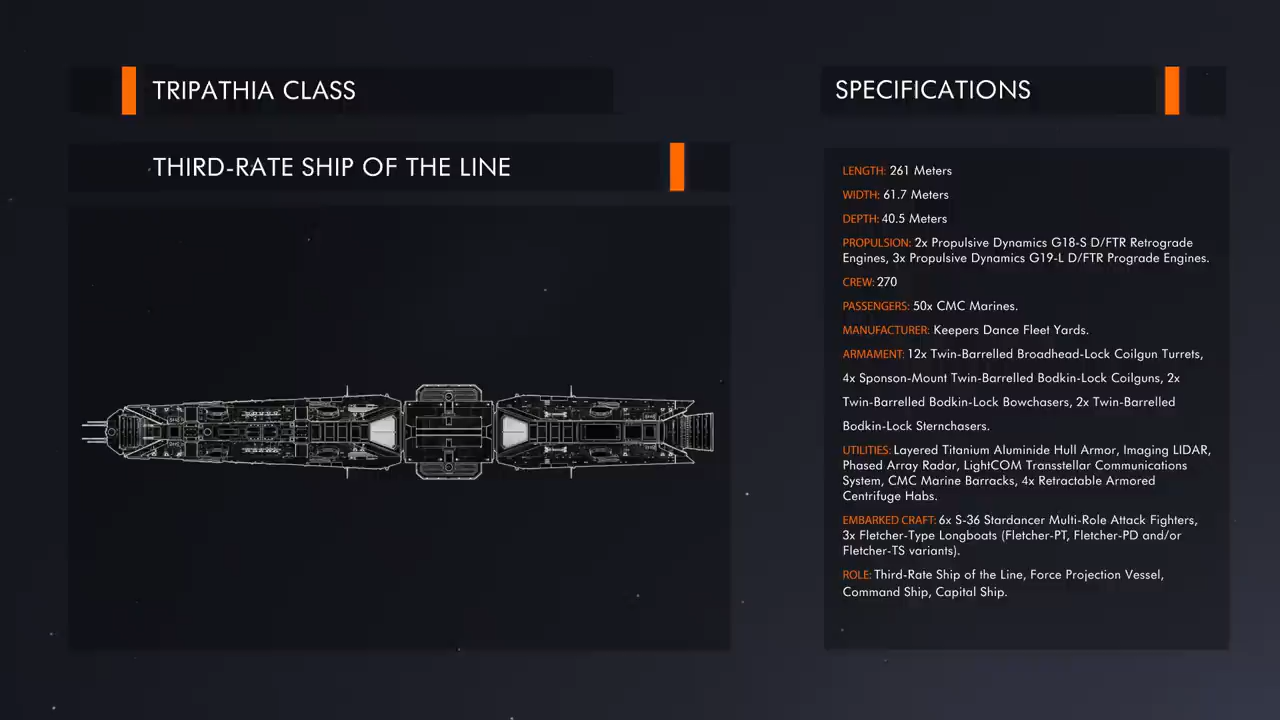 TRIPATHIA CLASS
THIRD-RATE SHIP OF THE LINE
SPECIFICATIONS
LENGTH: 261 Meters
WIDTH: 61.7 Meters
DEPTH: 40.5 Meters
PROPULSION: 2x Propulsive Dynamics G18-S D/FTR Retrograde
Engines, 3x Propulsive Dynamics G19-L D/FTR Prograde Engines.
CREW: 270
PASSENGERS: 50x CMC Marines.
MANUFACTURER: Keepers Dance Fleet Yards.
ARMAMENT: 12x Twin-Barrelled Broadhead-Lock Coilgun Turrets,
4x Sponson-Mount Twin-Barrelled Bodkin-Lock Coilguns, 2x
Twin-Barrelled Bodkin-Lock Bowchasers, 2x Twin-Barrelled
Bodkin-Lock Sternchasers.
UTILITIES: Layered Titanium Aluminide Hull Armor, Imaging LIDAR,
Phased Array Radar, LightCOM Transstellar Communications
System, CMC Marine Barracks, 4x Retractable Armored
Centrifuge Habs.
EMBARKED CRAFT: 6x S-36 Stardancer Multi-Role Attack Fighters,
3x Fletcher-Type Longboats (Fletcher-PT, Fletcher-PD and/or
Fletcher-TS variants).
ROLE: Third-Rate Ship of the Line, Force Projection Vessel,
Command Ship, Capital Ship.